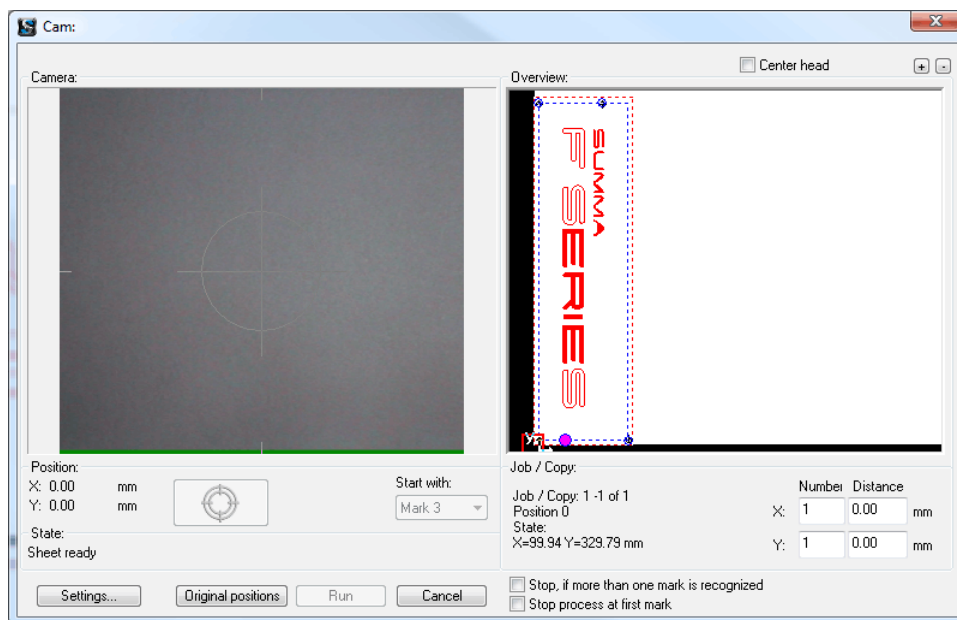 Cam:
Center head
+ -
Camera:
Overview:
SUMMA
F SERIES
Position:
X: 0.00 mm
Y: 0.00 mm
Start with:
Mark 3
State:
Sheet ready
Settings...
Original positions
Run
Cancel
Job / Copy:
Job / Copy: 1 -1 of 1
Position 0
State:
X=99.94 Y=329.79 mm
Number Distance
X: 1 0.00 mm
Y: 1 0.00 mm
Stop, if more than one mark is recognized
Stop process at first mark